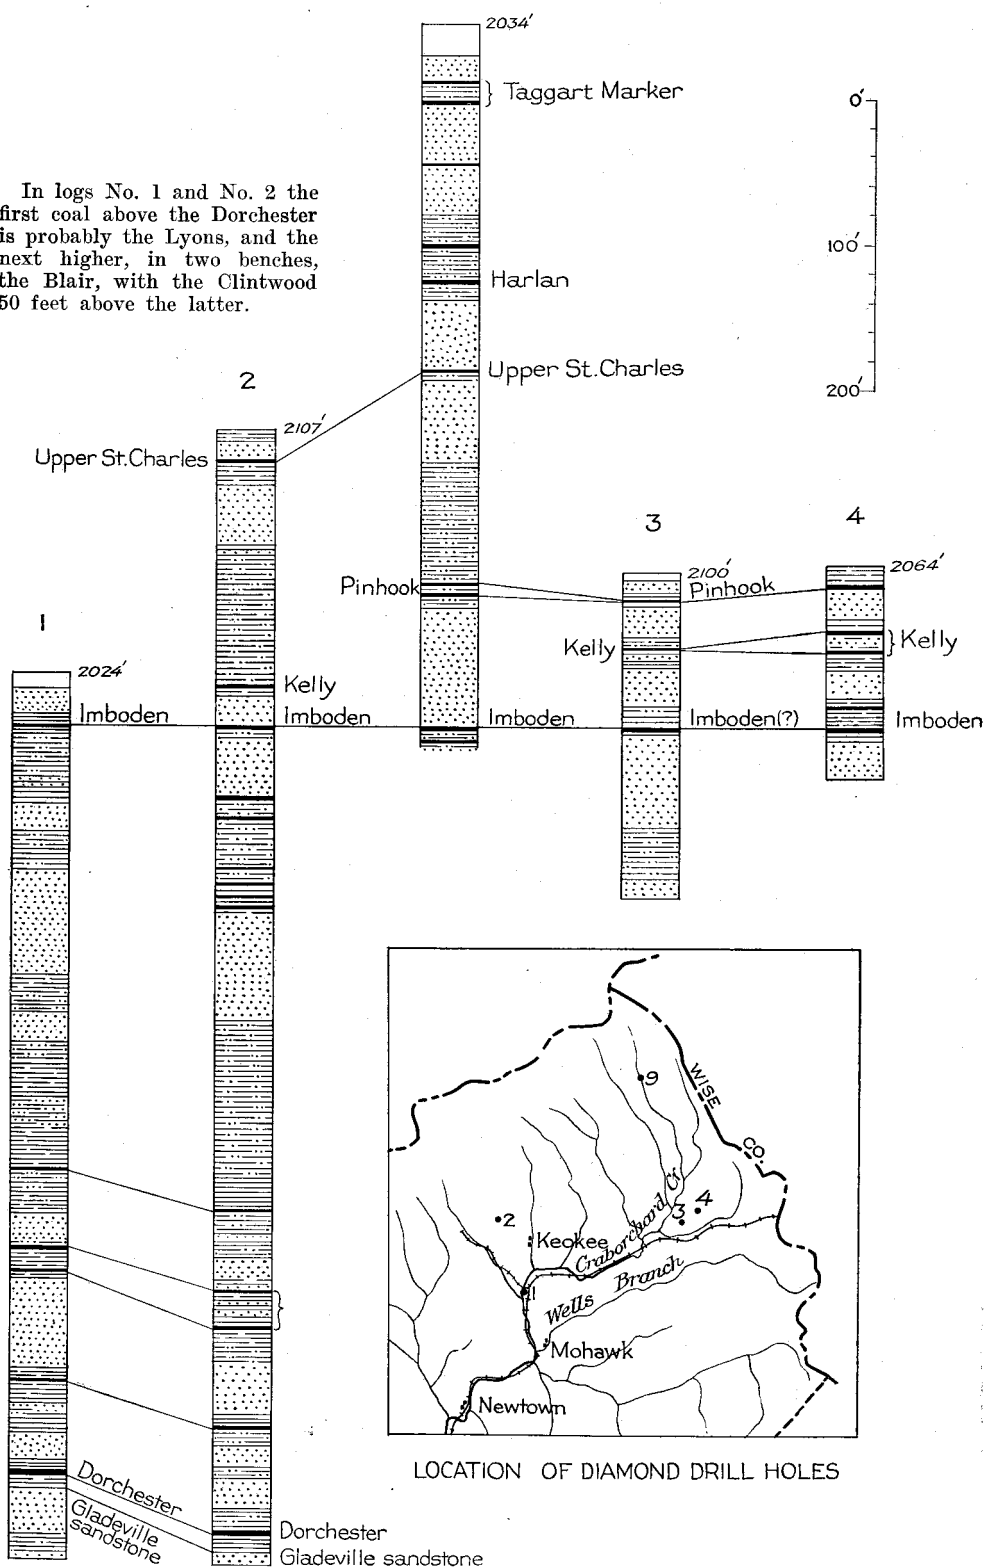 2034'
Taggart Marker
0'
In logs No. 1 and No. 2 the
first coal above the Dorchester
is probably the Lyons, and the
next higher, in two benches,
the Blair, with the Clintwood
50 feet above the latter.
100'
Harlan
Upper St. Charles
200'
2
2107'
Upper St. Charles
3
4
2100'
2064'
Pinhook
Pinhook
1
Kelly
Kelly
2024'
Kelly
Imboden
Imboden
Imboden
Imboden(?)
Imboden
WISE
CO.
9
2
3
4
Keokee
Craborchard Cr.
1
Wells Branch
Mohawk
Newtown
LOCATION OF DIAMOND DRILL HOLES
Dorchester
Gladeville
sandstone
Dorchester
Gladeville sandstone